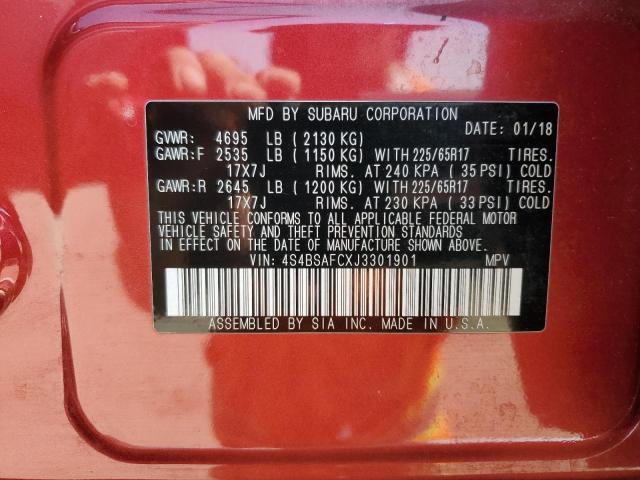 MFD BY SUBARU CORPORATION
DATE: 01/18
GVWR: 4695 LB ( 2130 KG)
GAWR:F 2535 LB ( 1150 KG) WITH 225/65R17 TIRES.
17X7J RIMS. AT 240 KPA ( 35 PSI) COLD
GAWR:R 2645 LB ( 1200 KG) WITH 225/65R17 TIRES.
17X7J RIMS. AT 230 KPA ( 33 PSI) COLD
THIS VEHICLE CONFORMS TO ALL APPLICABLE FEDERAL MOTOR
VEHICLE SAFETY AND THEFT PREVENTION STANDARDS
IN EFFECT ON THE DATE OF MANUFACTURE SHOWN ABOVE.
VIN: 4S4BSAFCXJ3301901 MPV
ASSEMBLED BY SIA INC. MADE IN U.S.A.